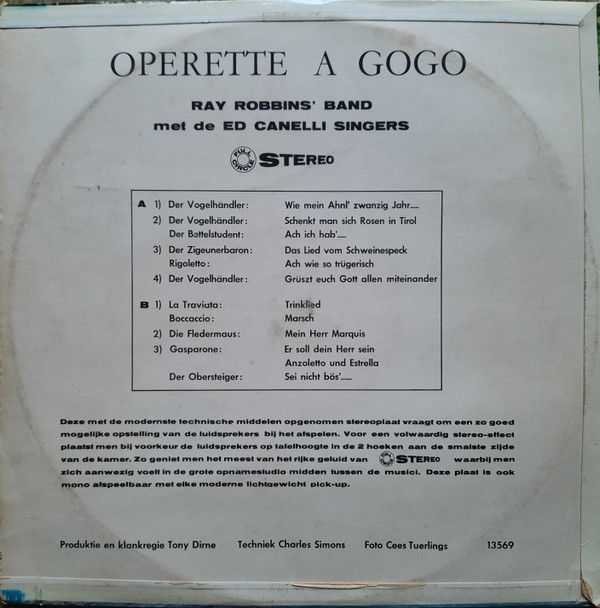 OPERETTE A GOGO
RAY ROBBINS' BAND
met de ED CANELLI SINGERS
FULL CIRCLE STEREO
A 1) Der Vogelhändler: Wie mein Ahnl' zwanzig Jahr....
2) Der Vogelhändler: Schenkt man sich Rosen in Tirol
Der Bettelstudent: Ach ich hab'....
3) Der Zigeunerbaron: Das Lied vom Schweinespeck
Rigoletto: Ach wie so trügerisch
4) Der Vogelhändler: Grüszt euch Gott allen miteinander
B 1) La Traviata: Trinklied
Boccaccio: Marsch
2) Die Fledermaus: Mein Herr Marquis
3) Gasparone: Er soll dein Herr sein
Anzoletto und Estrella
Der Obersteiger: Sei nicht bös'.....
Deze met de modernste technische middelen opgenomen stereoplaat vraagt om een zo goed
mogelijke opstelling van de luidsprekers bij het afspelen. Voor een volwaardig stereo-effect
plaatst men bij voorkeur de luidsprekers op tafelhoogte in de 2 hoeken aan de smalste zijde
van de kamer. Zo geniet men het meest van het rijke geluid van STEREO waarbij men
zich aanwezig voelt in de grote opnamestudio midden tussen de musici. Deze plaat is ook
mono afspeelbaar met elke moderne lichtgewicht pick-up.
Produktie en klankregie Tony Dirne Techniek Charles Simons Foto Cees Tuerlings 13569